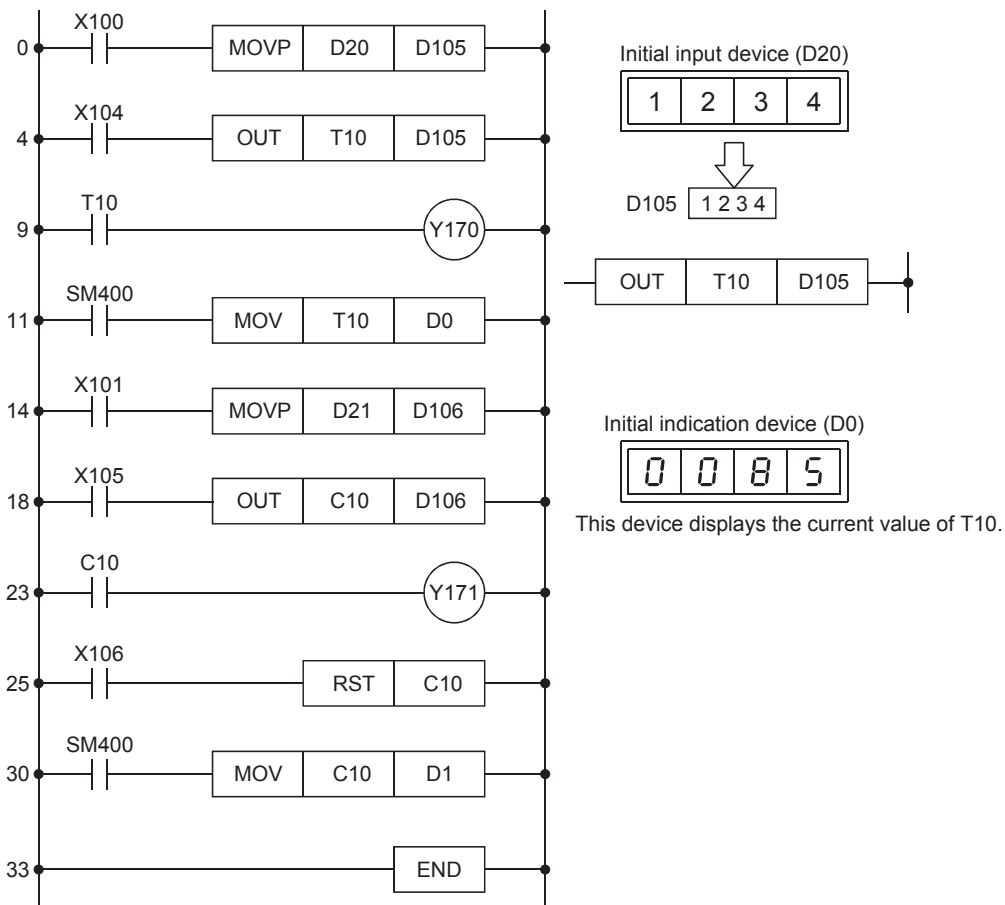 X100
0 MOVP D20 D105
X104
4 OUT T10 D105
T10
9 Y170
SM400
11 MOV T10 D0
X101
14 MOVP D21 D106
X105
18 OUT C10 D106
C10
23 Y171
X106
25 RST C10
SM400
30 MOV C10 D1
33 END
Initial input device (D20)
1 2 3 4
D105 1 2 3 4
OUT T10 D105
Initial indication device (D0)
0 0 8 5
This device displays the current value of T10.